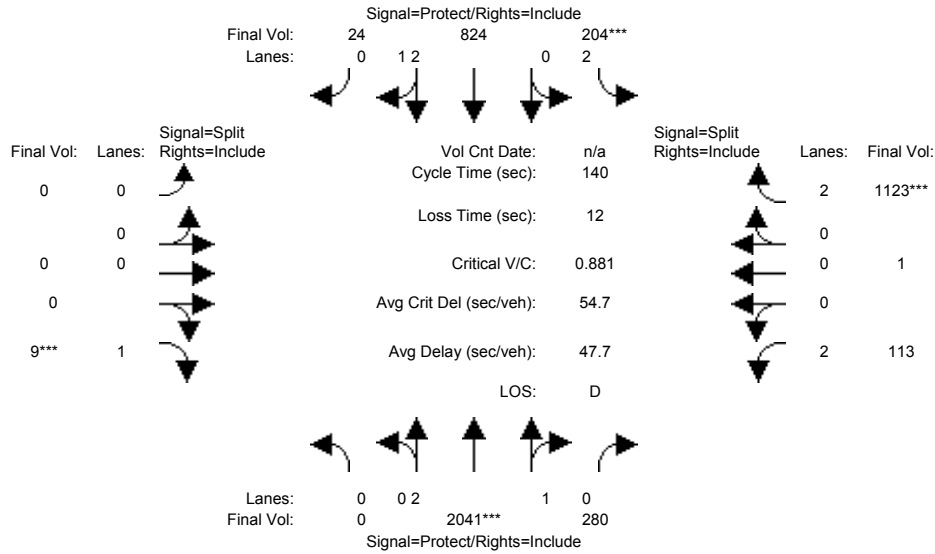 Signal=Protect/Rights=Include
Final Vol: 24 824 204***
Lanes: 0 1 2 0 2
Signal=Split
Final Vol: Lanes: Rights=Include
Vol Cnt Date: n/a
Signal=Split
Rights=Include Lanes: Final Vol:
Cycle Time (sec): 140
0 0
2 1123***
Loss Time (sec): 12
0
0
0 0
Critical V/C: 0.881
0 1
0
Avg Crit Del (sec/veh): 54.7
0
9*** 1
Avg Delay (sec/veh): 47.7
2 113
LOS: D
Lanes: 0 0 2 1 0
Final Vol: 0 2041*** 280
Signal=Protect/Rights=Include